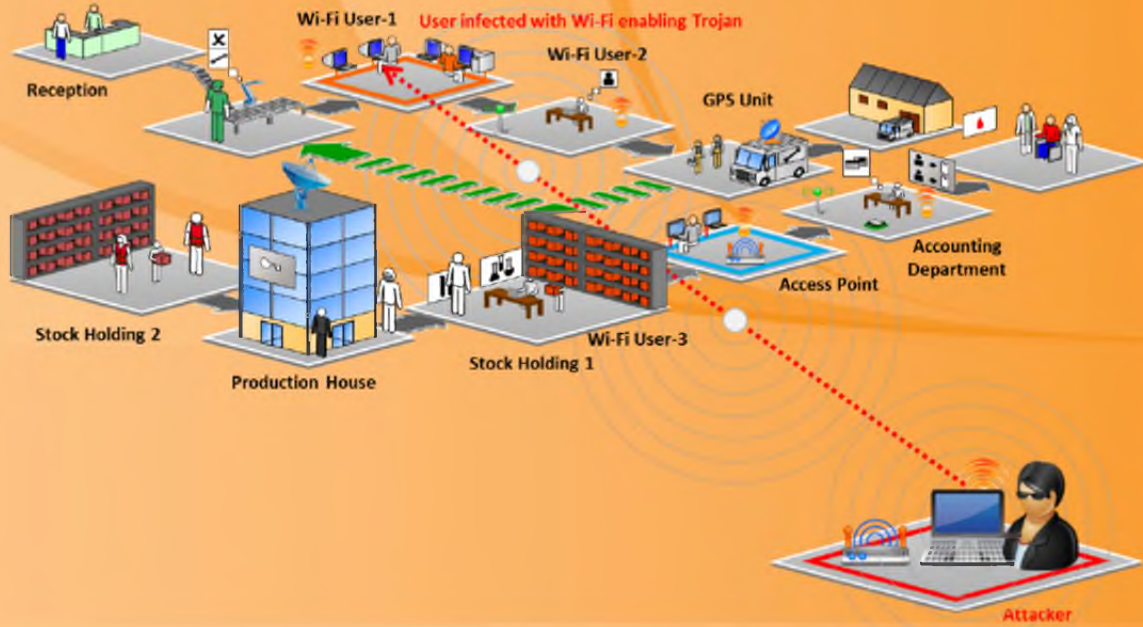 Wi-Fi User-1
User infected with Wi-Fi enabling Trojan
Wi-Fi User-2
Reception
GPS Unit
Accounting
Department
Access Point
Stock Holding 2
Wi-Fi User-3
Stock Holding 1
Production House
Attacker